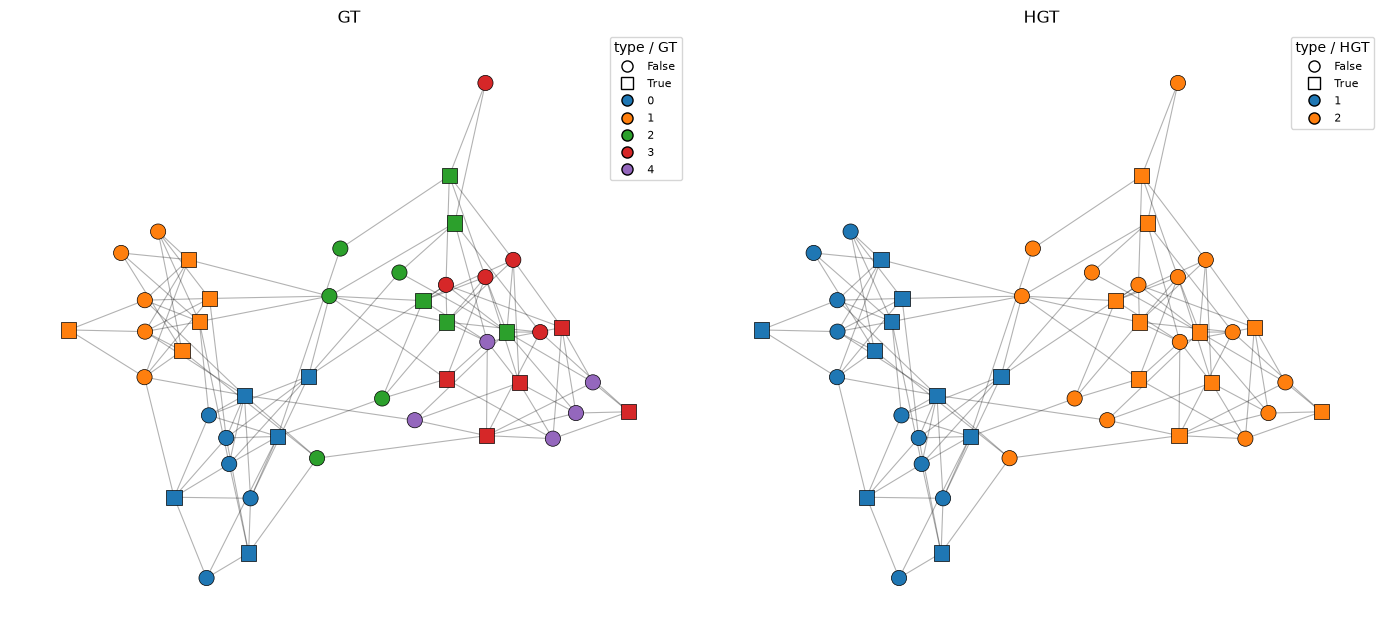 GT
type / GT
False
True
0
1
2
3
4
HGT
type / HGT
False
True
1
2